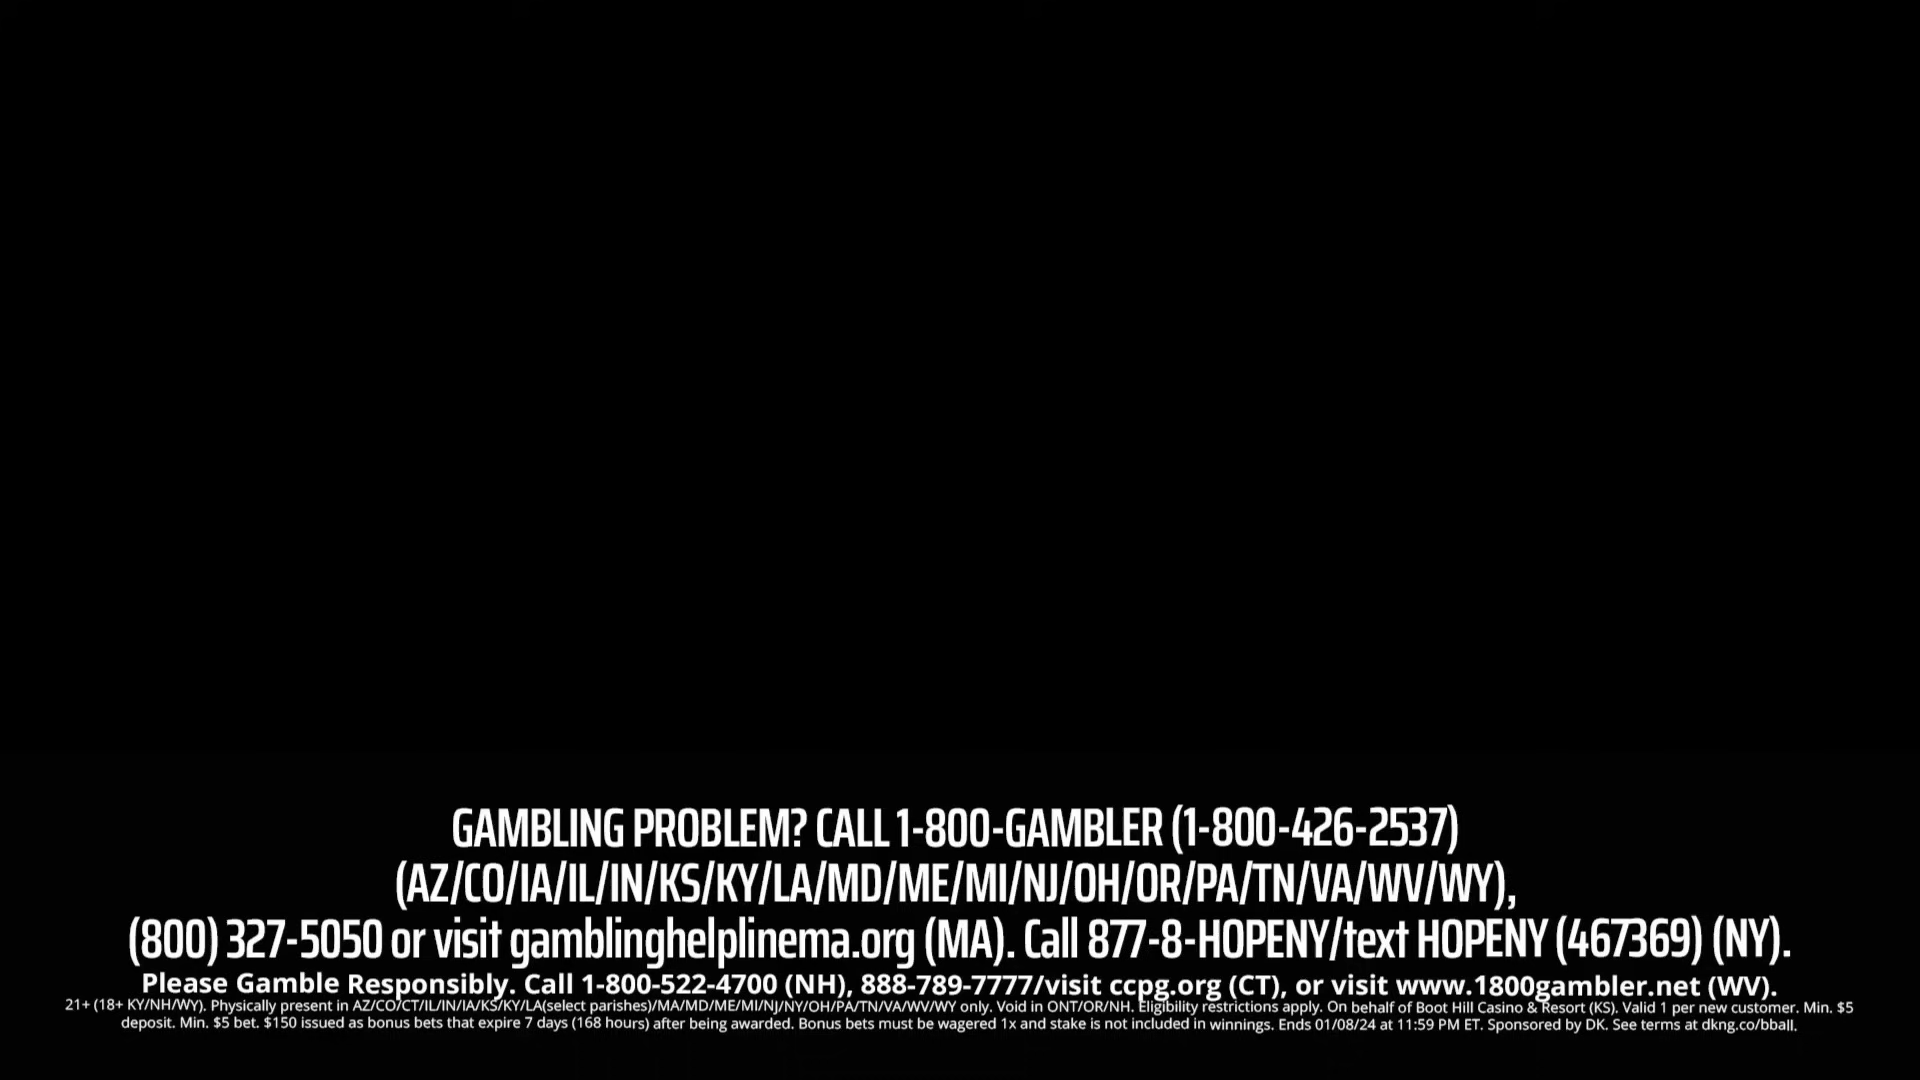 GAMBLING PROBLEM? CALL 1-800-GAMBLER (1-800-426-2537)
(AZ/CO/IA/IL/IN/KS/KY/LA/MD/ME/MI/NJ/OH/OR/PA/TN/VA/WV/WY),
(800) 327-5050 or visit gamblinghelplinema.org (MA). Call 877-8-HOPENY/text HOPENY (467369) (NY).
Please Gamble Responsibly. Call 1-800-522-4700 (NH), 888-789-7777/visit ccpg.org (CT), or visit www.1800gambler.net (WV).
21+ (18+ KY/NH/WY). Physically present in AZ/CO/CT/IL/IN/IA/KS/KY/LA(select parishes)/MA/MD/ME/MI/NJ/NY/OH/PA/TN/VA/WV/WY only. Void in ONT/OR/NH. Eligibility restrictions apply. On behalf of Boot Hill Casino & Resort (KS). Valid 1 per new customer. Min. $5
deposit. Min. $5 bet. $150 issued as bonus bets that expire 7 days (168 hours) after being awarded. Bonus bets must be wagered 1x and stake is not included in winnings. Ends 01/08/24 at 11:59 PM ET. Sponsored by DK. See terms at dkng.co/bball.